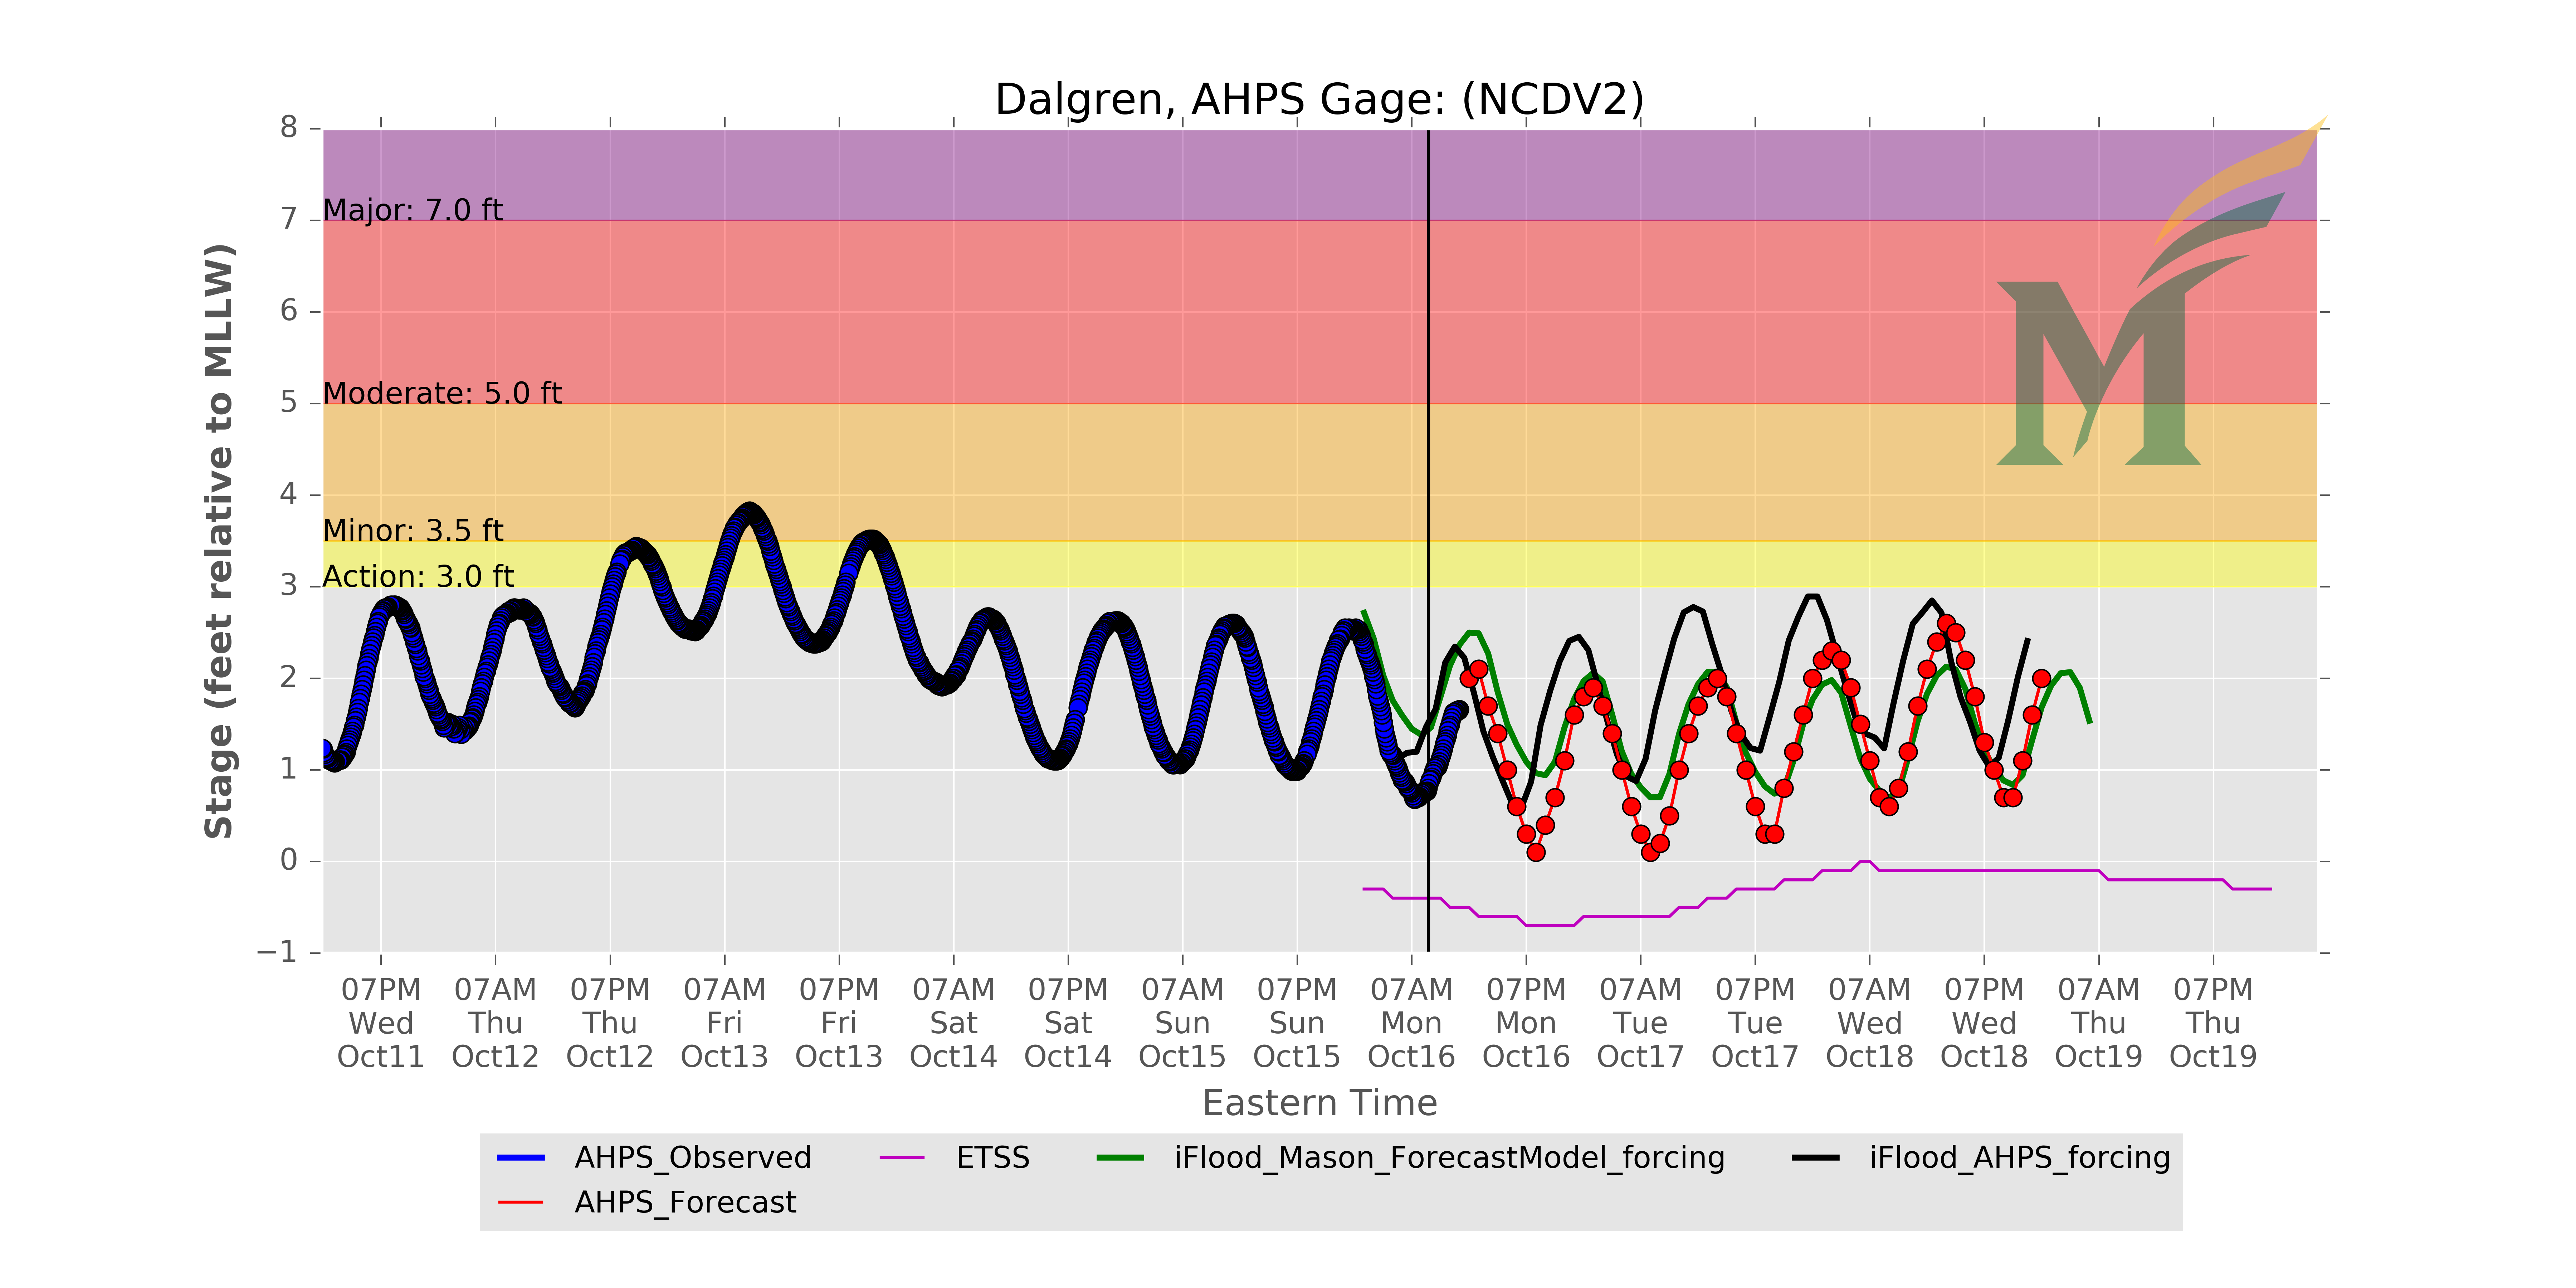 Dalgren, AHPS Gage: (NCDV2)
8
7
6
5
4
3
2
1
0
−1
Stage (feet relative to MLLW)
Major: 7.0 ft
Moderate: 5.0 ft
Minor: 3.5 ft
Action: 3.0 ft
M
07PM 07AM 07PM 07AM 07PM 07AM 07PM 07AM 07PM 07AM 07PM 07AM 07PM 07AM 07PM 07AM 07PM
Wed Thu Thu Fri Fri Sat Sat Sun Sun Mon Mon Tue Tue Wed Wed Thu Thu
Oct11 Oct12 Oct12 Oct13 Oct13 Oct14 Oct14 Oct15 Oct15 Oct16 Oct16 Oct17 Oct17 Oct18 Oct18 Oct19 Oct19
Eastern Time
AHPS_Observed ETSS iFlood_Mason_ForecastModel_forcing iFlood_AHPS_forcing
AHPS_Forecast